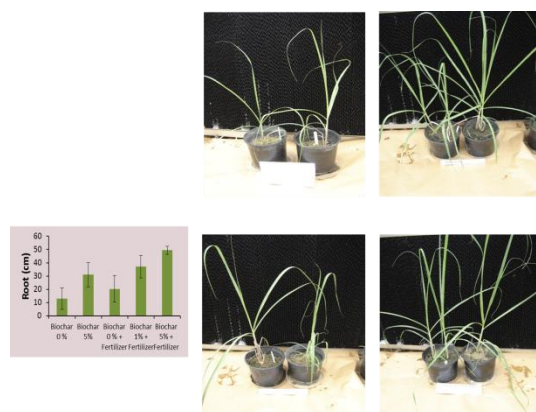 Root (cm)
60
50
40
30
20
10
0
Biochar Biochar Biochar Biochar Biochar
0 % 5% 0 % + 1% + 5% +
Fertilizer Fertilizer Fertilizer